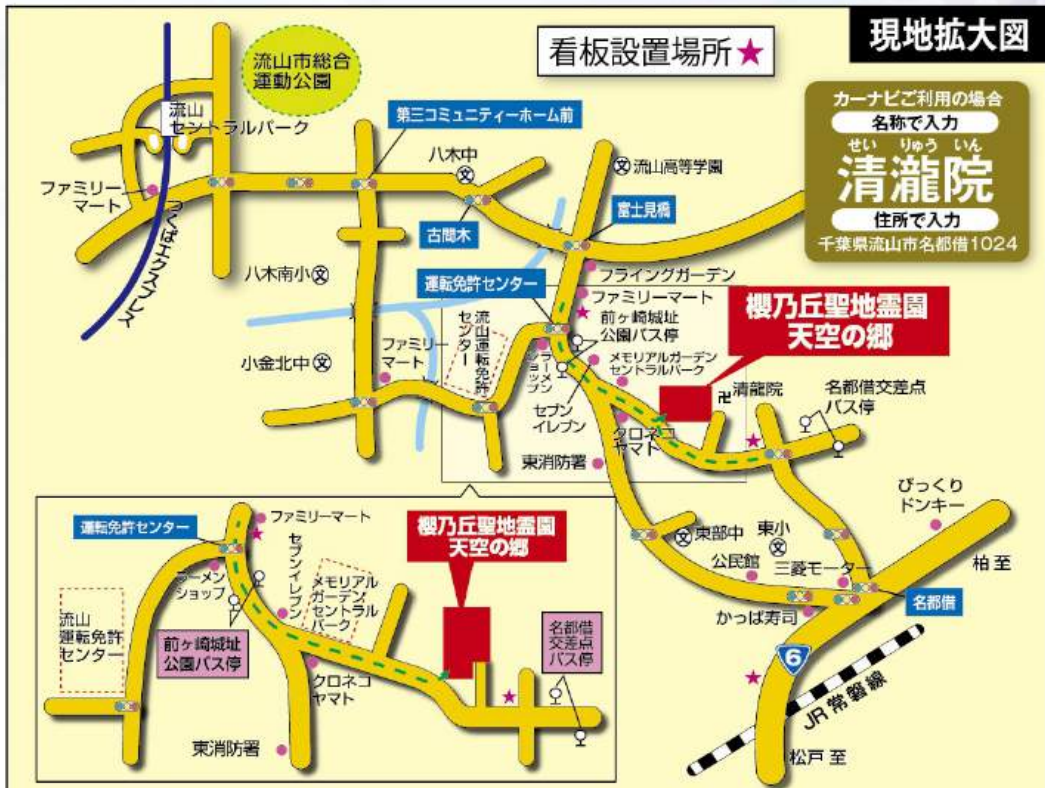 現地拡大図
看板設置場所★
カーナビご利用の場合
名称で入力
せい りゅう いん
清瀧院
住所で入力
千葉県流山市名都借1024
流山市総合
運動公園
流山
セントラルパーク
ファミリー
マート
つくばエクスプレス
第三コミュニティーホーム前
八木中
文
流山高等学園
文
古間木
富士見橋
八木南小
文
フライングガーデン
運転免許センター
ファミリーマート
前ヶ崎城址
公園バス停
櫻乃丘聖地霊園
天空の郷
小金北中
文
ファミリー
マート
流山運転免許
センター
ラーメン
ショップ
メモリアルガーデン
セントラルパーク
セブン
イレブン
卍
清龍院
名都借交差点
バス停
クロネコ
ヤマト
東消防署
びっくり
ドンキー
文
東部中
東小
文
公民館
三菱モーター
柏 至
名都借
かっぱ寿司
6
JR常磐線
松戸 至
運転免許センター
ファミリーマート
櫻乃丘聖地霊園
天空の郷
ラーメン
ショップ
セブンイレブン
メモリアル
ガーデン
セントラル
パーク
流山
運転免許
センター
前ヶ崎城址
公園バス停
名都借
交差点
バス停
クロネコ
ヤマト
東消防署